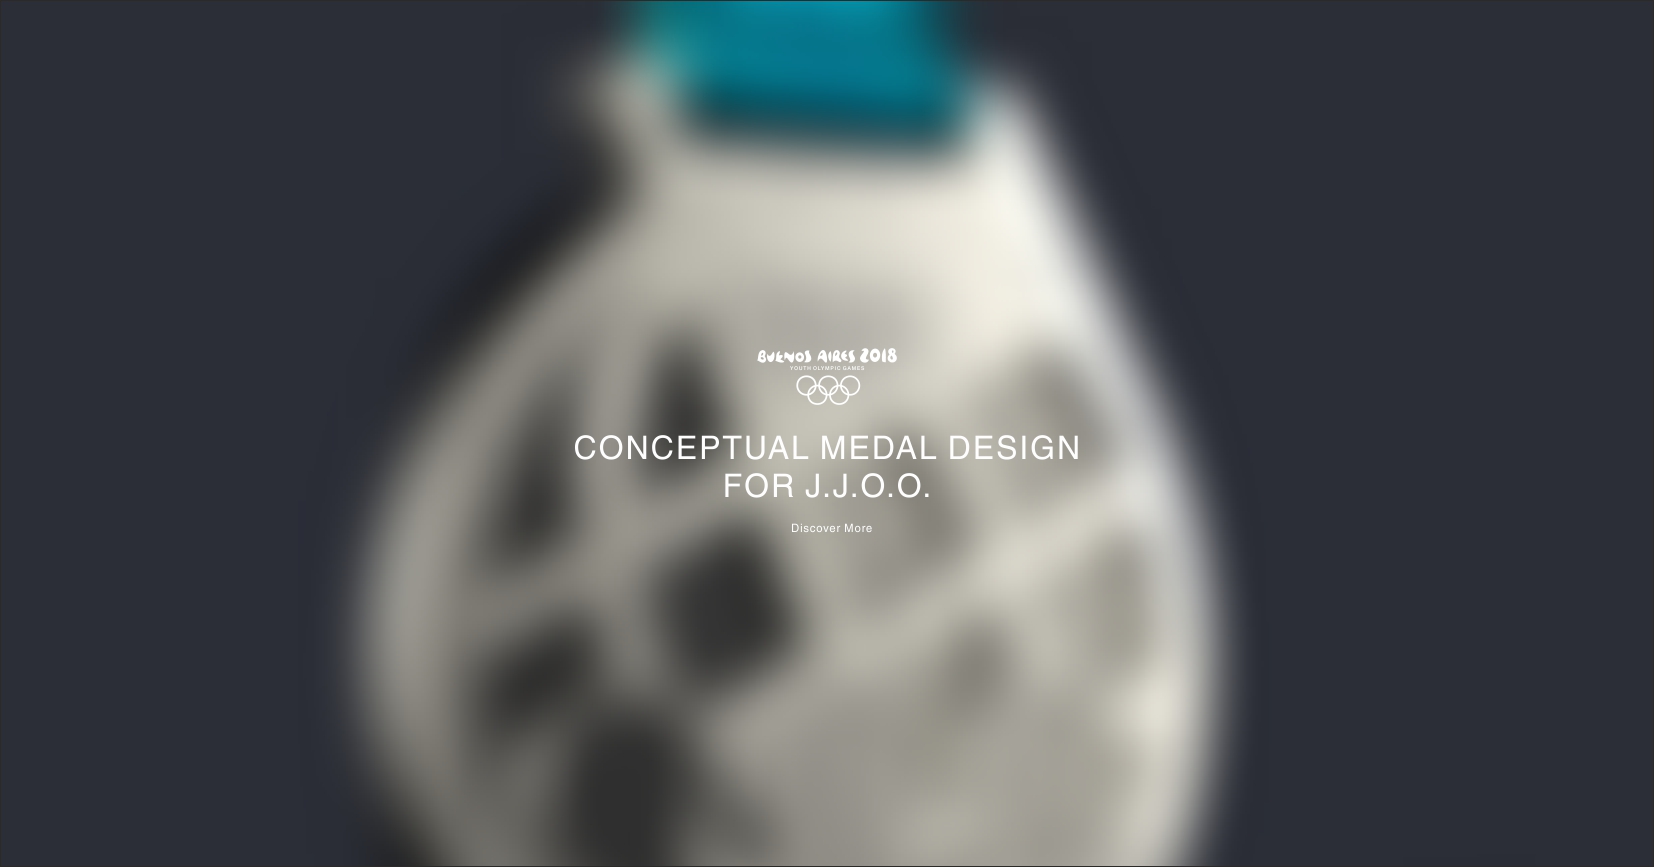 BUENOS AIRES 2018
YOUTH OLYMPIC GAMES
CONCEPTUAL MEDAL DESIGN
FOR J.J.O.O.
Discover More